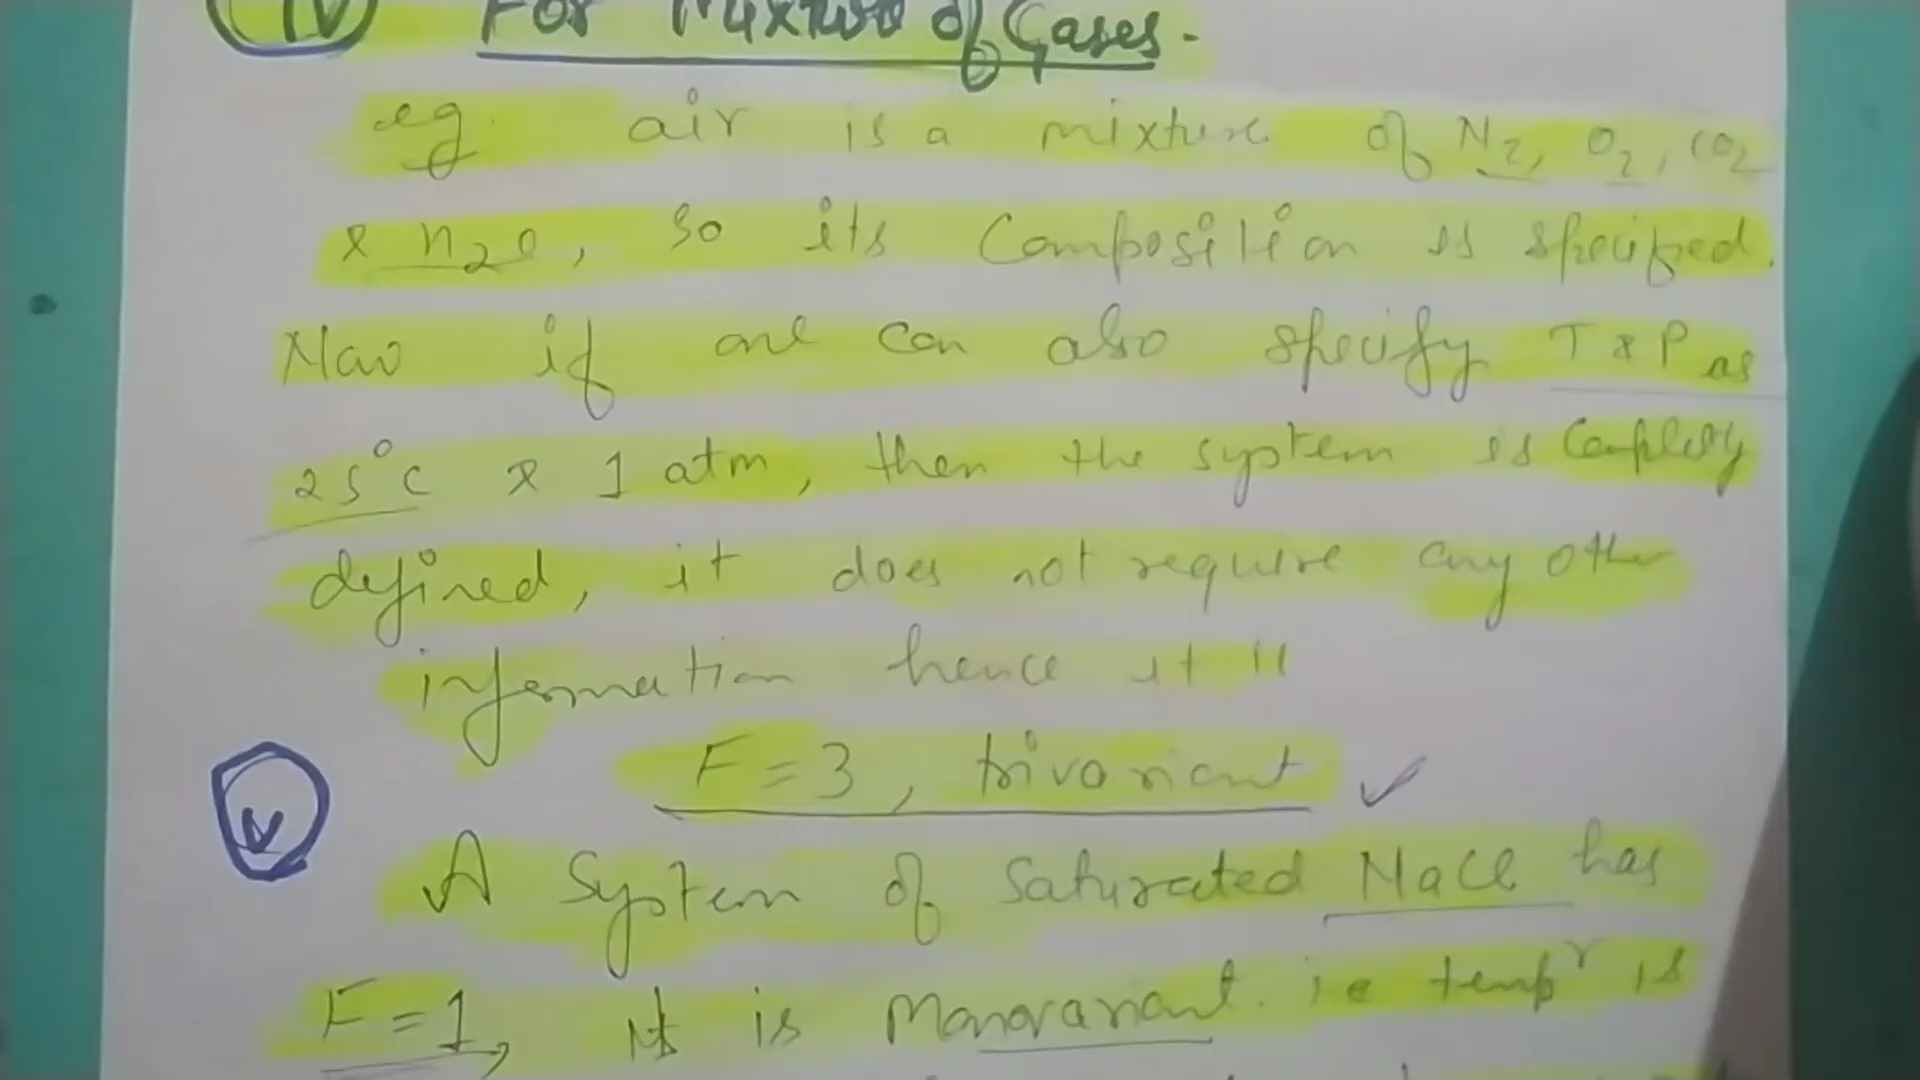 IV For Mixture of Gases.
eg. air is a mixture of N2, O2, CO2
& H2O, so its Composition is specified.
Now if one can also specify T & P as
25°C & 1 atm, then the system is Completly
defined, it does not require any other
information hence it is
F = 3, trivariant ✓
V A System of Saturated NaCl has
F = 1, It is Monovariant. i.e tempr is